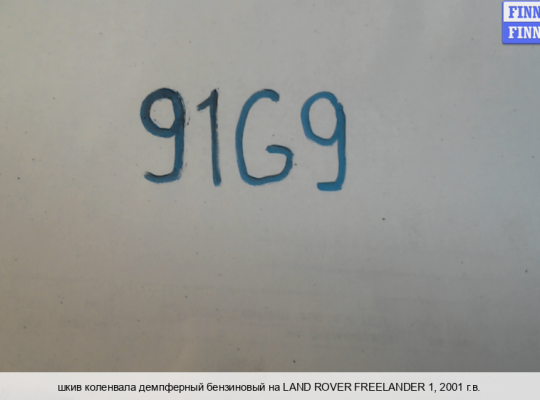 FINN
FINN
91G9
шкив коленвала демпферный бензиновый на LAND ROVER FREELANDER 1, 2001 г.в.